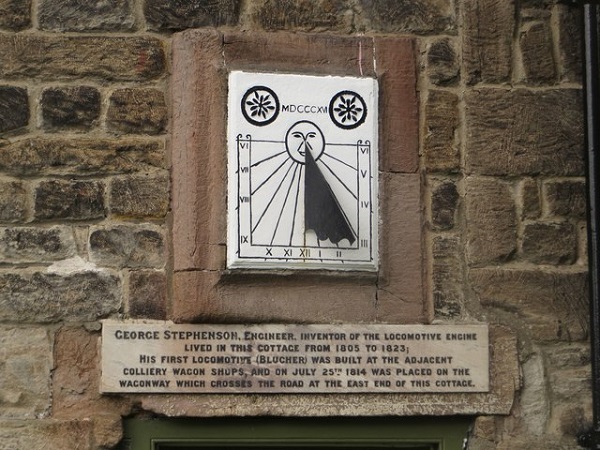 MDCCCXVI
VI VI
VII V
VIII IV
IX X XI XII I II III
GEORGE STEPHENSON, ENGINEER, INVENTOR OF THE LOCOMOTIVE ENGINE
LIVED IN THIS COTTAGE FROM 1805 TO 1823;
HIS FIRST LOCOMOTIVE (BLUCHER) WAS BUILT AT THE ADJACENT
COLLIERY WAGON SHOPS, AND ON JULY 25TH 1814 WAS PLACED ON THE
WAGONWAY WHICH CROSSES THE ROAD AT THE EAST END OF THIS COTTAGE.